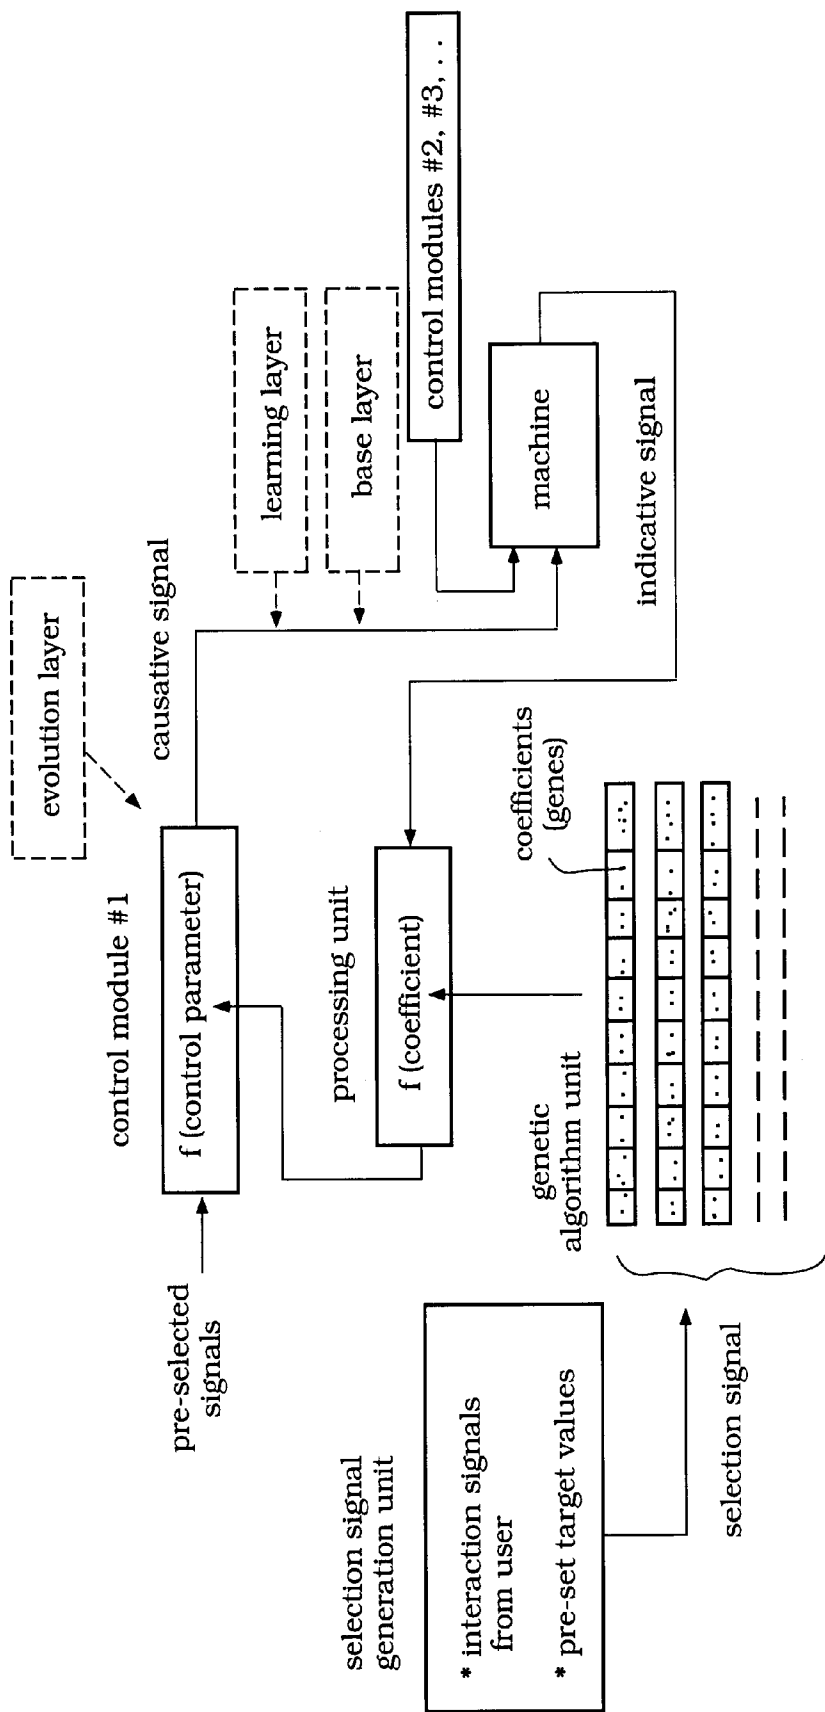 evolution layer
control module #1
causative signal
pre-selected
signals
f (control parameter)
learning layer
base layer
control modules #2, #3, . .
processing unit
f (coefficient)
machine
indicative signal
selection signal
generation unit
* interaction signals
from user
* pre-set target values
genetic
algorithm unit
coefficients
(genes)
selection signal